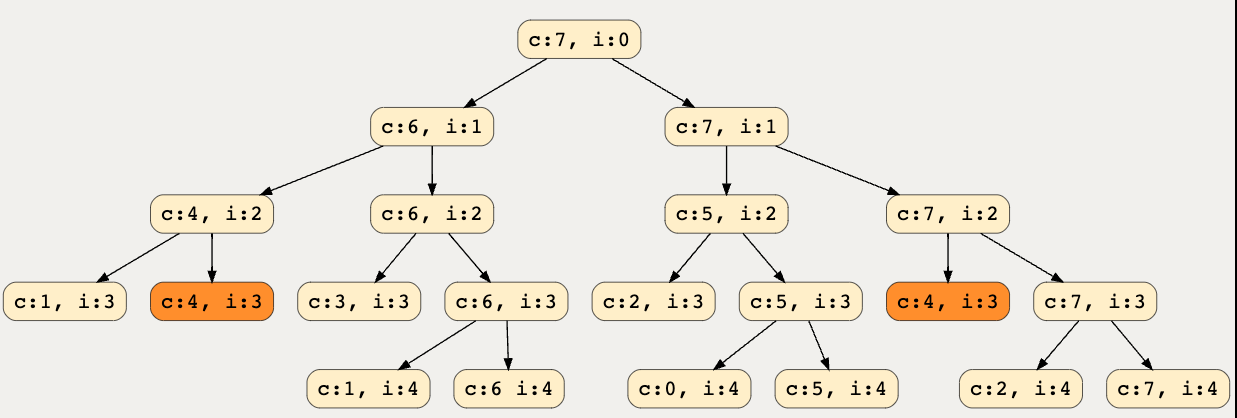 c:7, i:0
c:6, i:1
c:7, i:1
c:4, i:2
c:6, i:2
c:5, i:2
c:7, i:2
c:1, i:3
c:4, i:3
c:3, i:3
c:6, i:3
c:2, i:3
c:5, i:3
c:4, i:3
c:7, i:3
c:1, i:4
c:6 i:4
c:0, i:4
c:5, i:4
c:2, i:4
c:7, i:4